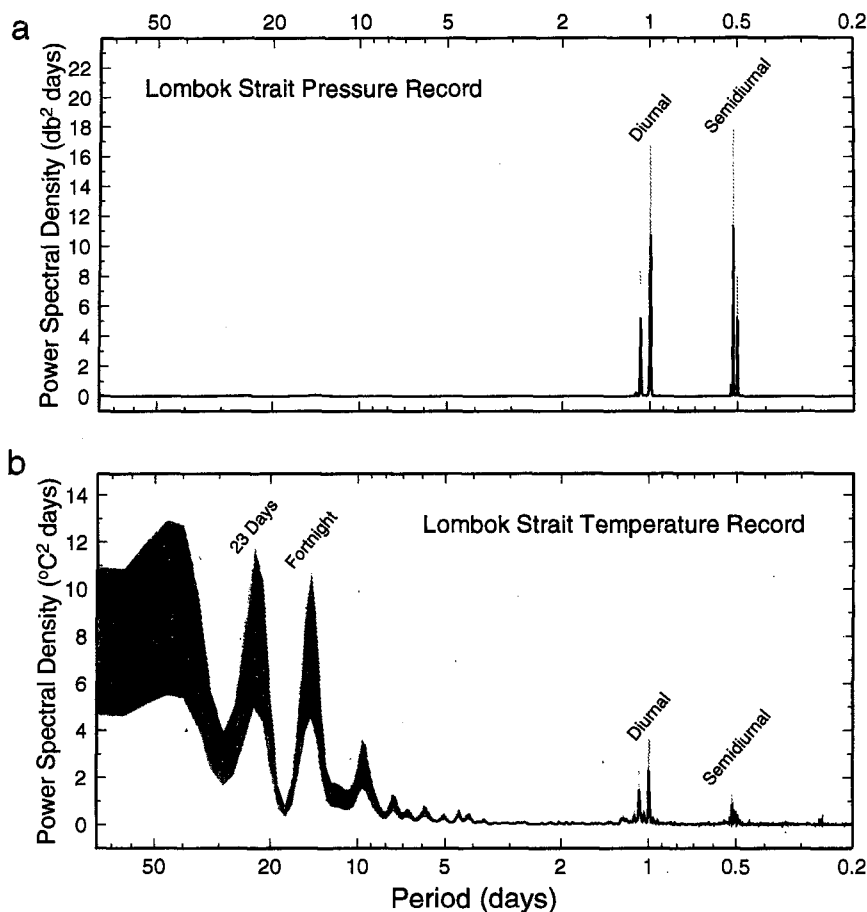 a
50 20 10 5 2 1 0.5 0.2
Power Spectral Density (db² days)
22
20
18
16
14
12
10
8
6
4
2
0
Lombok Strait Pressure Record
Diurnal
Semidiurnal
b
Power Spectral Density (ºC² days)
14
12
10
8
6
4
2
0
23 Days
Fortnight
Lombok Strait Temperature Record
Diurnal
Semidiurnal
50 20 10 5 2 1 0.5 0.2
Period (days)